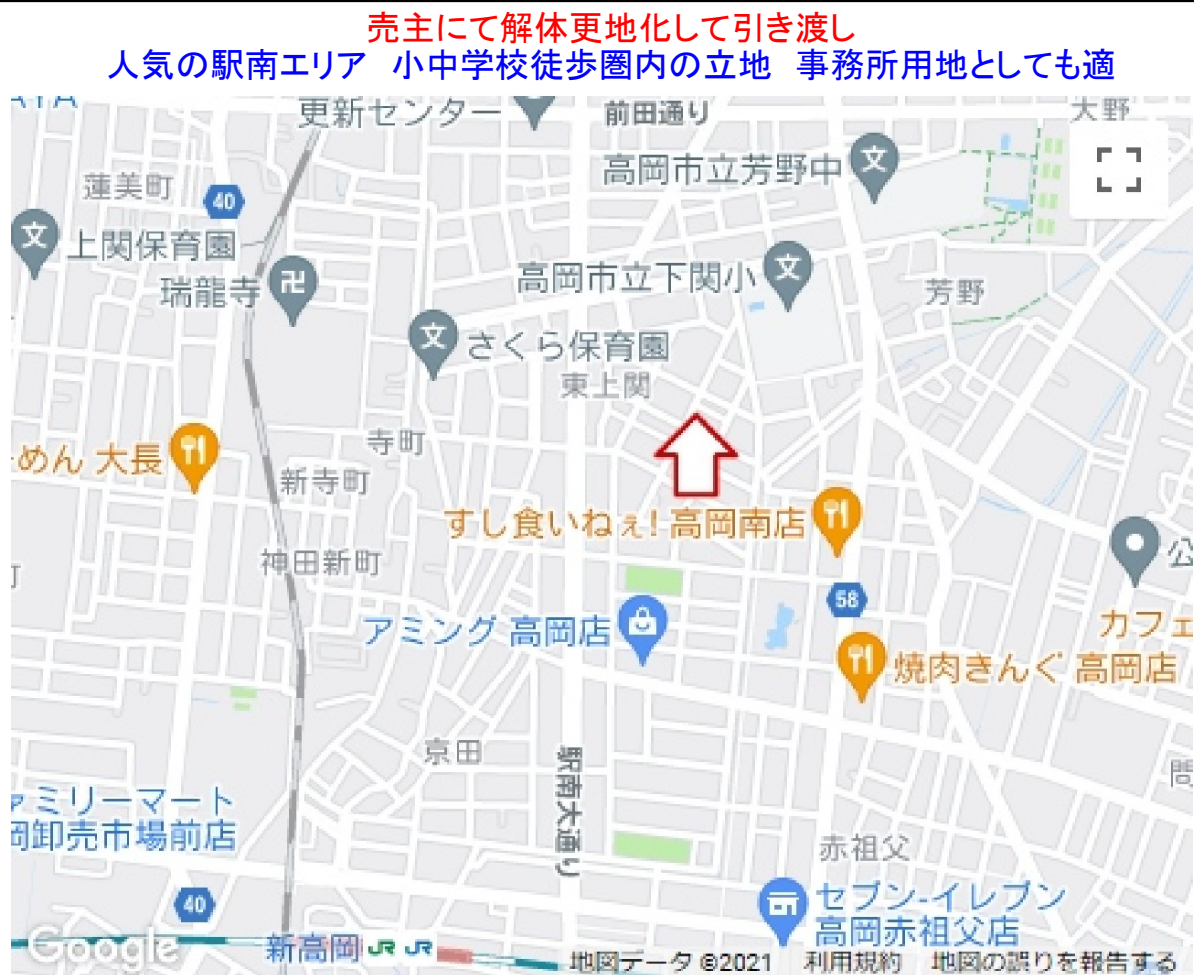 売主にて解体更地化して引き渡し
人気の駅南エリア 小中学校徒歩圏内の立地 事務所用地としても適
更新センター
前田通り
大野
高岡市立芳野中
文
蓮美町
40
文
上関保育園
瑞龍寺
卍
高岡市立下関小
文
芳野
文
さくら保育園
東上関
寺町
めん 大長
新寺町
すし食いねぇ! 高岡南店
神田新町
公
58
アミング 高岡店
カフェ
焼肉きんぐ 高岡店
京田
駅南大通り
問
ァミリーマート
岡卸売市場前店
赤祖父
40
セブン-イレブン
高岡赤祖父店
Google
新高岡 JR JR
地図データ ©2021 利用規約 地図の誤りを報告する